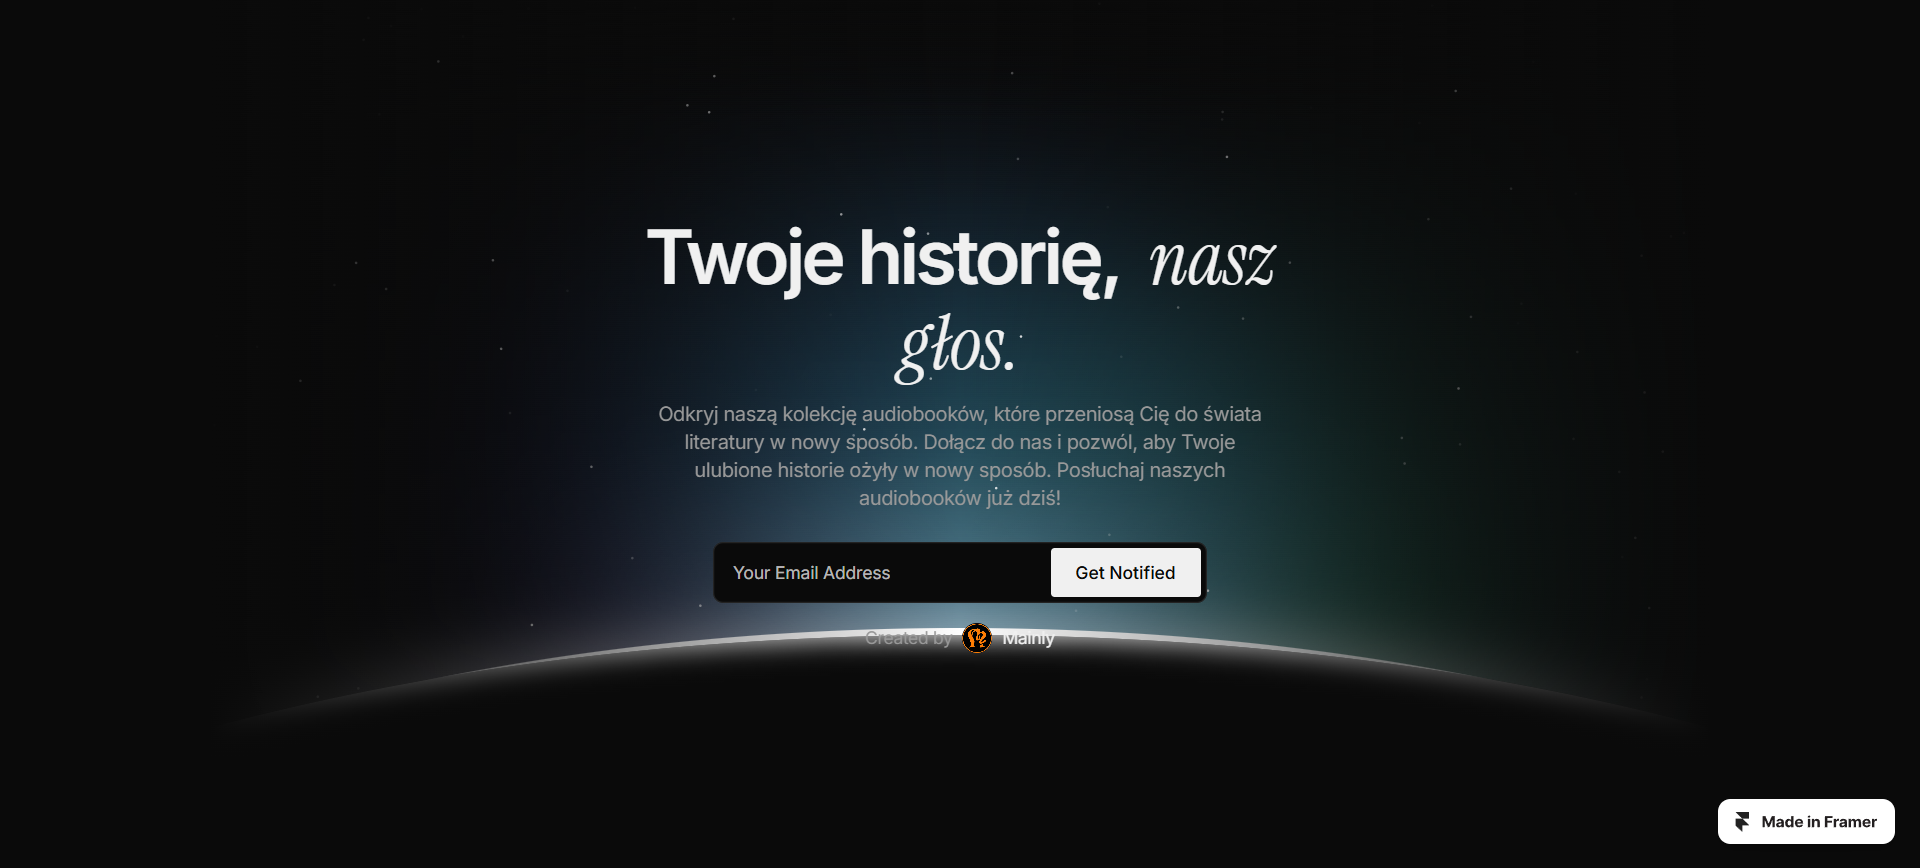 Twoje historię, nasz
głos.
Odkryj naszą kolekcję audiobooków, które przeniosą Cię do świata
literatury w nowy sposób. Dołącz do nas i pozwól, aby Twoje
ulubione historie ożyły w nowy sposób. Posłuchaj naszych
audiobooków już dziś!
Your Email Address Get Notified
Created by Mainly
Made in Framer